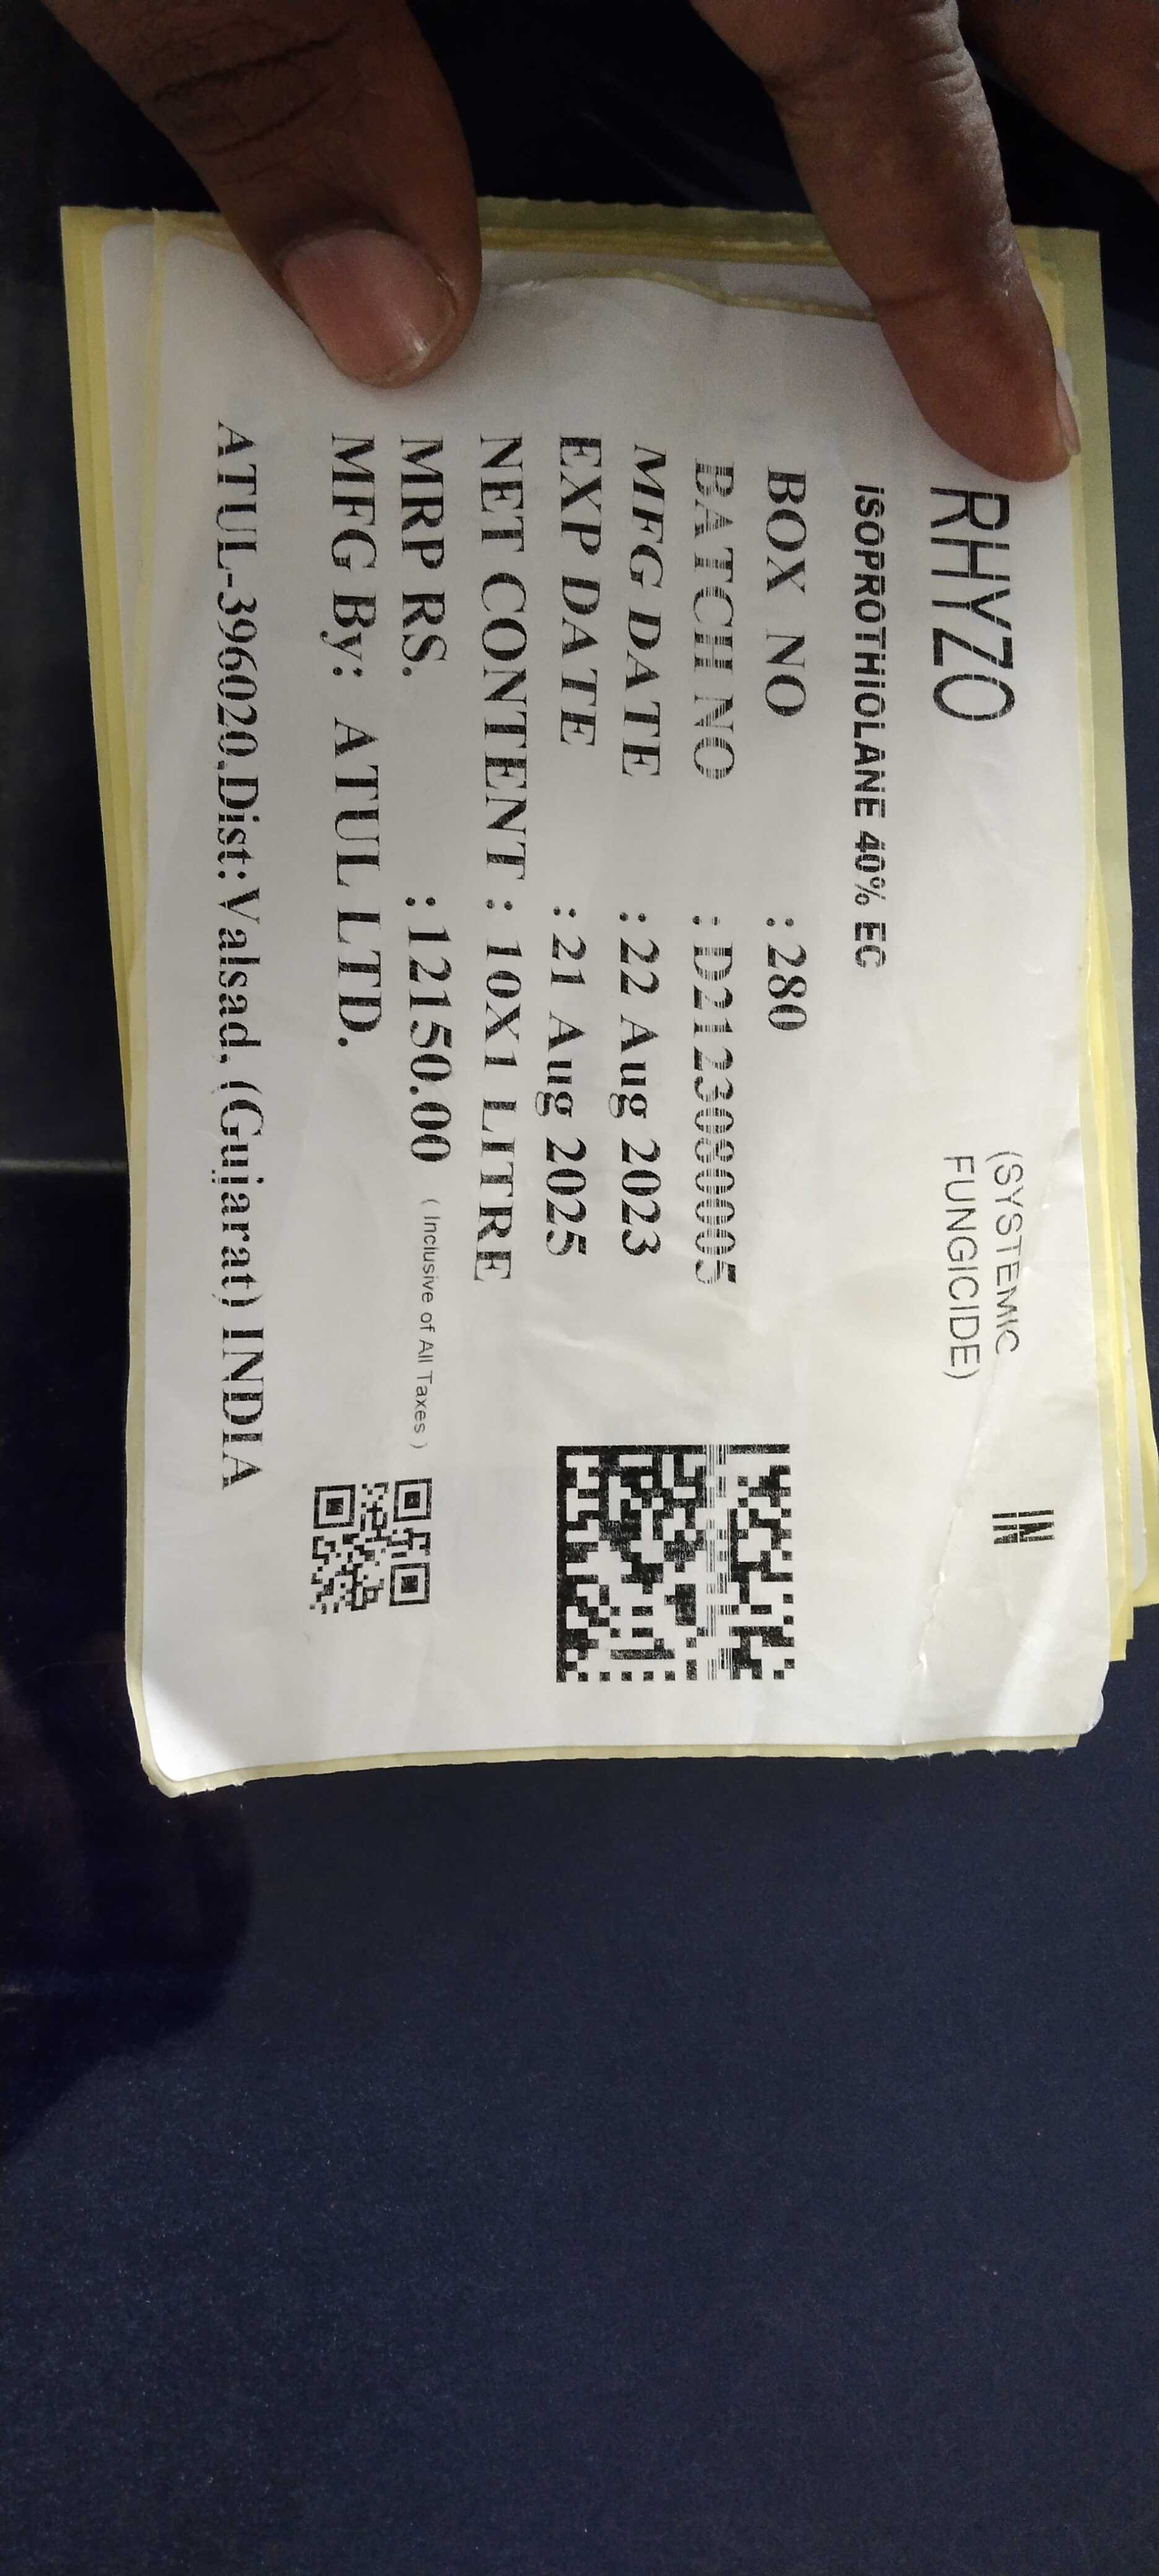 IN
RHYZO (SYSTEMIC
FUNGICIDE)
ISOPROTHIOLANE 40% EC
BOX NO : 280
BATCH NO : D2123080005
MFG DATE : 22 Aug 2023
EXP DATE : 21 Aug 2025
NET CONTENT : 10X1 LITRE
MRP RS. : 12150.00 ( Inclusive of All Taxes )
MFG By: ATUL LTD.
ATUL-396020,Dist:Valsad, (Gujarat) INDIA